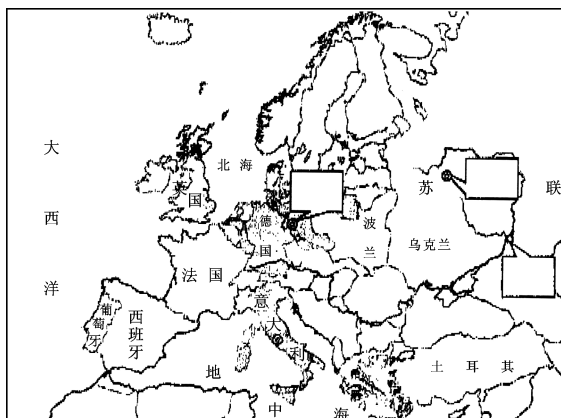 大西洋
北海
英国
苏联
德国
波兰
乌克兰
法国
意大利
葡萄牙
西班牙
土耳其
地中海